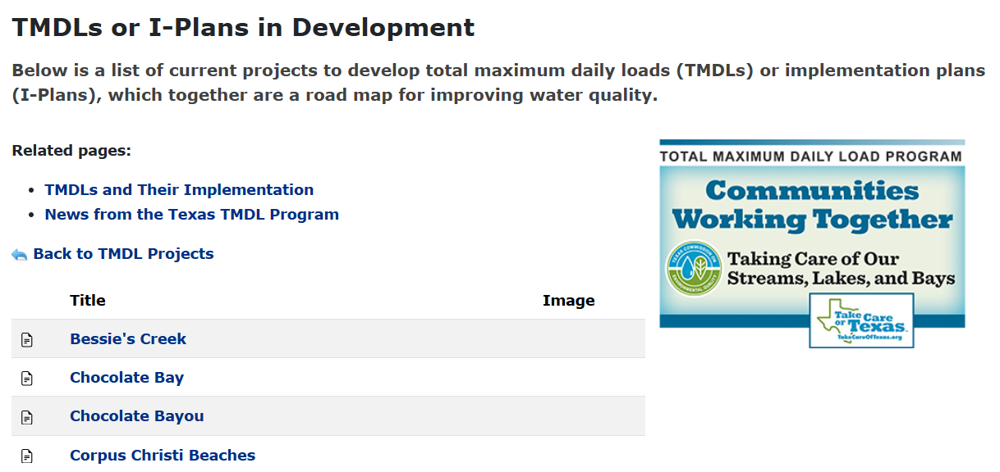 TMDLs or I-Plans in Development
Below is a list of current projects to develop total maximum daily loads (TMDLs) or implementation plans
(I-Plans), which together are a road map for improving water quality.
Related pages:
TMDLs and Their Implementation
News from the Texas TMDL Program
Back to TMDL Projects
Title Image
Bessie's Creek
Chocolate Bay
Chocolate Bayou
Corpus Christi Beaches
TOTAL MAXIMUM DAILY LOAD PROGRAM
Communities
Working Together
TEXAS COMMISSION ON
ENVIRONMENTAL QUALITY
Taking Care of Our
Streams, Lakes, and Bays
Take Care
of Texas
TakeCareOfTexas.org